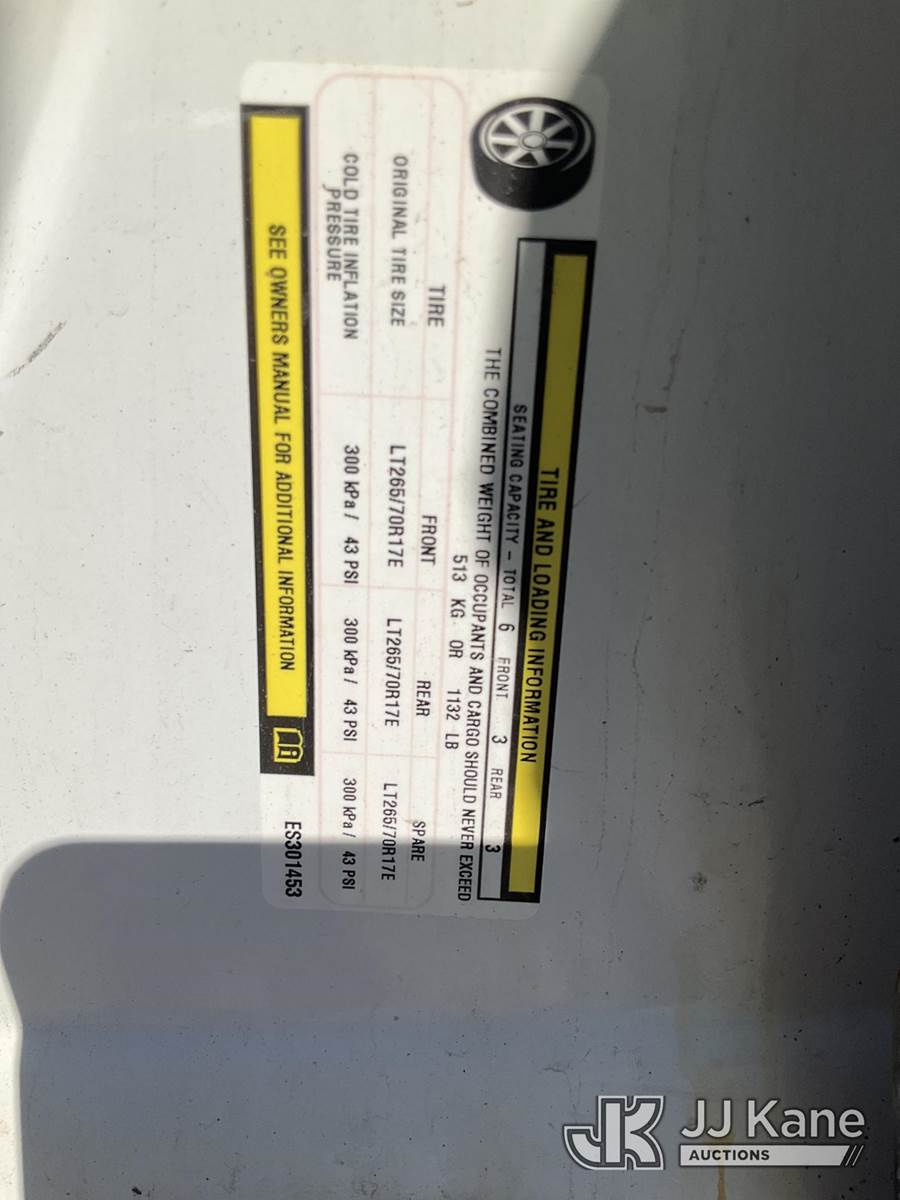 TIRE AND LOADING INFORMATION
SEATING CAPACITY - TOTAL 6 FRONT 3 REAR 3
THE COMBINED WEIGHT OF OCCUPANTS AND CARGO SHOULD NEVER EXCEED
513 KG OR 1132 LB
TIRE FRONT REAR SPARE
ORIGINAL TIRE SIZE LT265/70R17E LT265/70R17E LT265/70R17E
COLD TIRE INFLATION PRESSURE 300 kPa / 43 PSI 300 kPa / 43 PSI 300 kPa / 43 PSI
SEE OWNERS MANUAL FOR ADDITIONAL INFORMATION
ES301453
JK JJ Kane
AUCTIONS